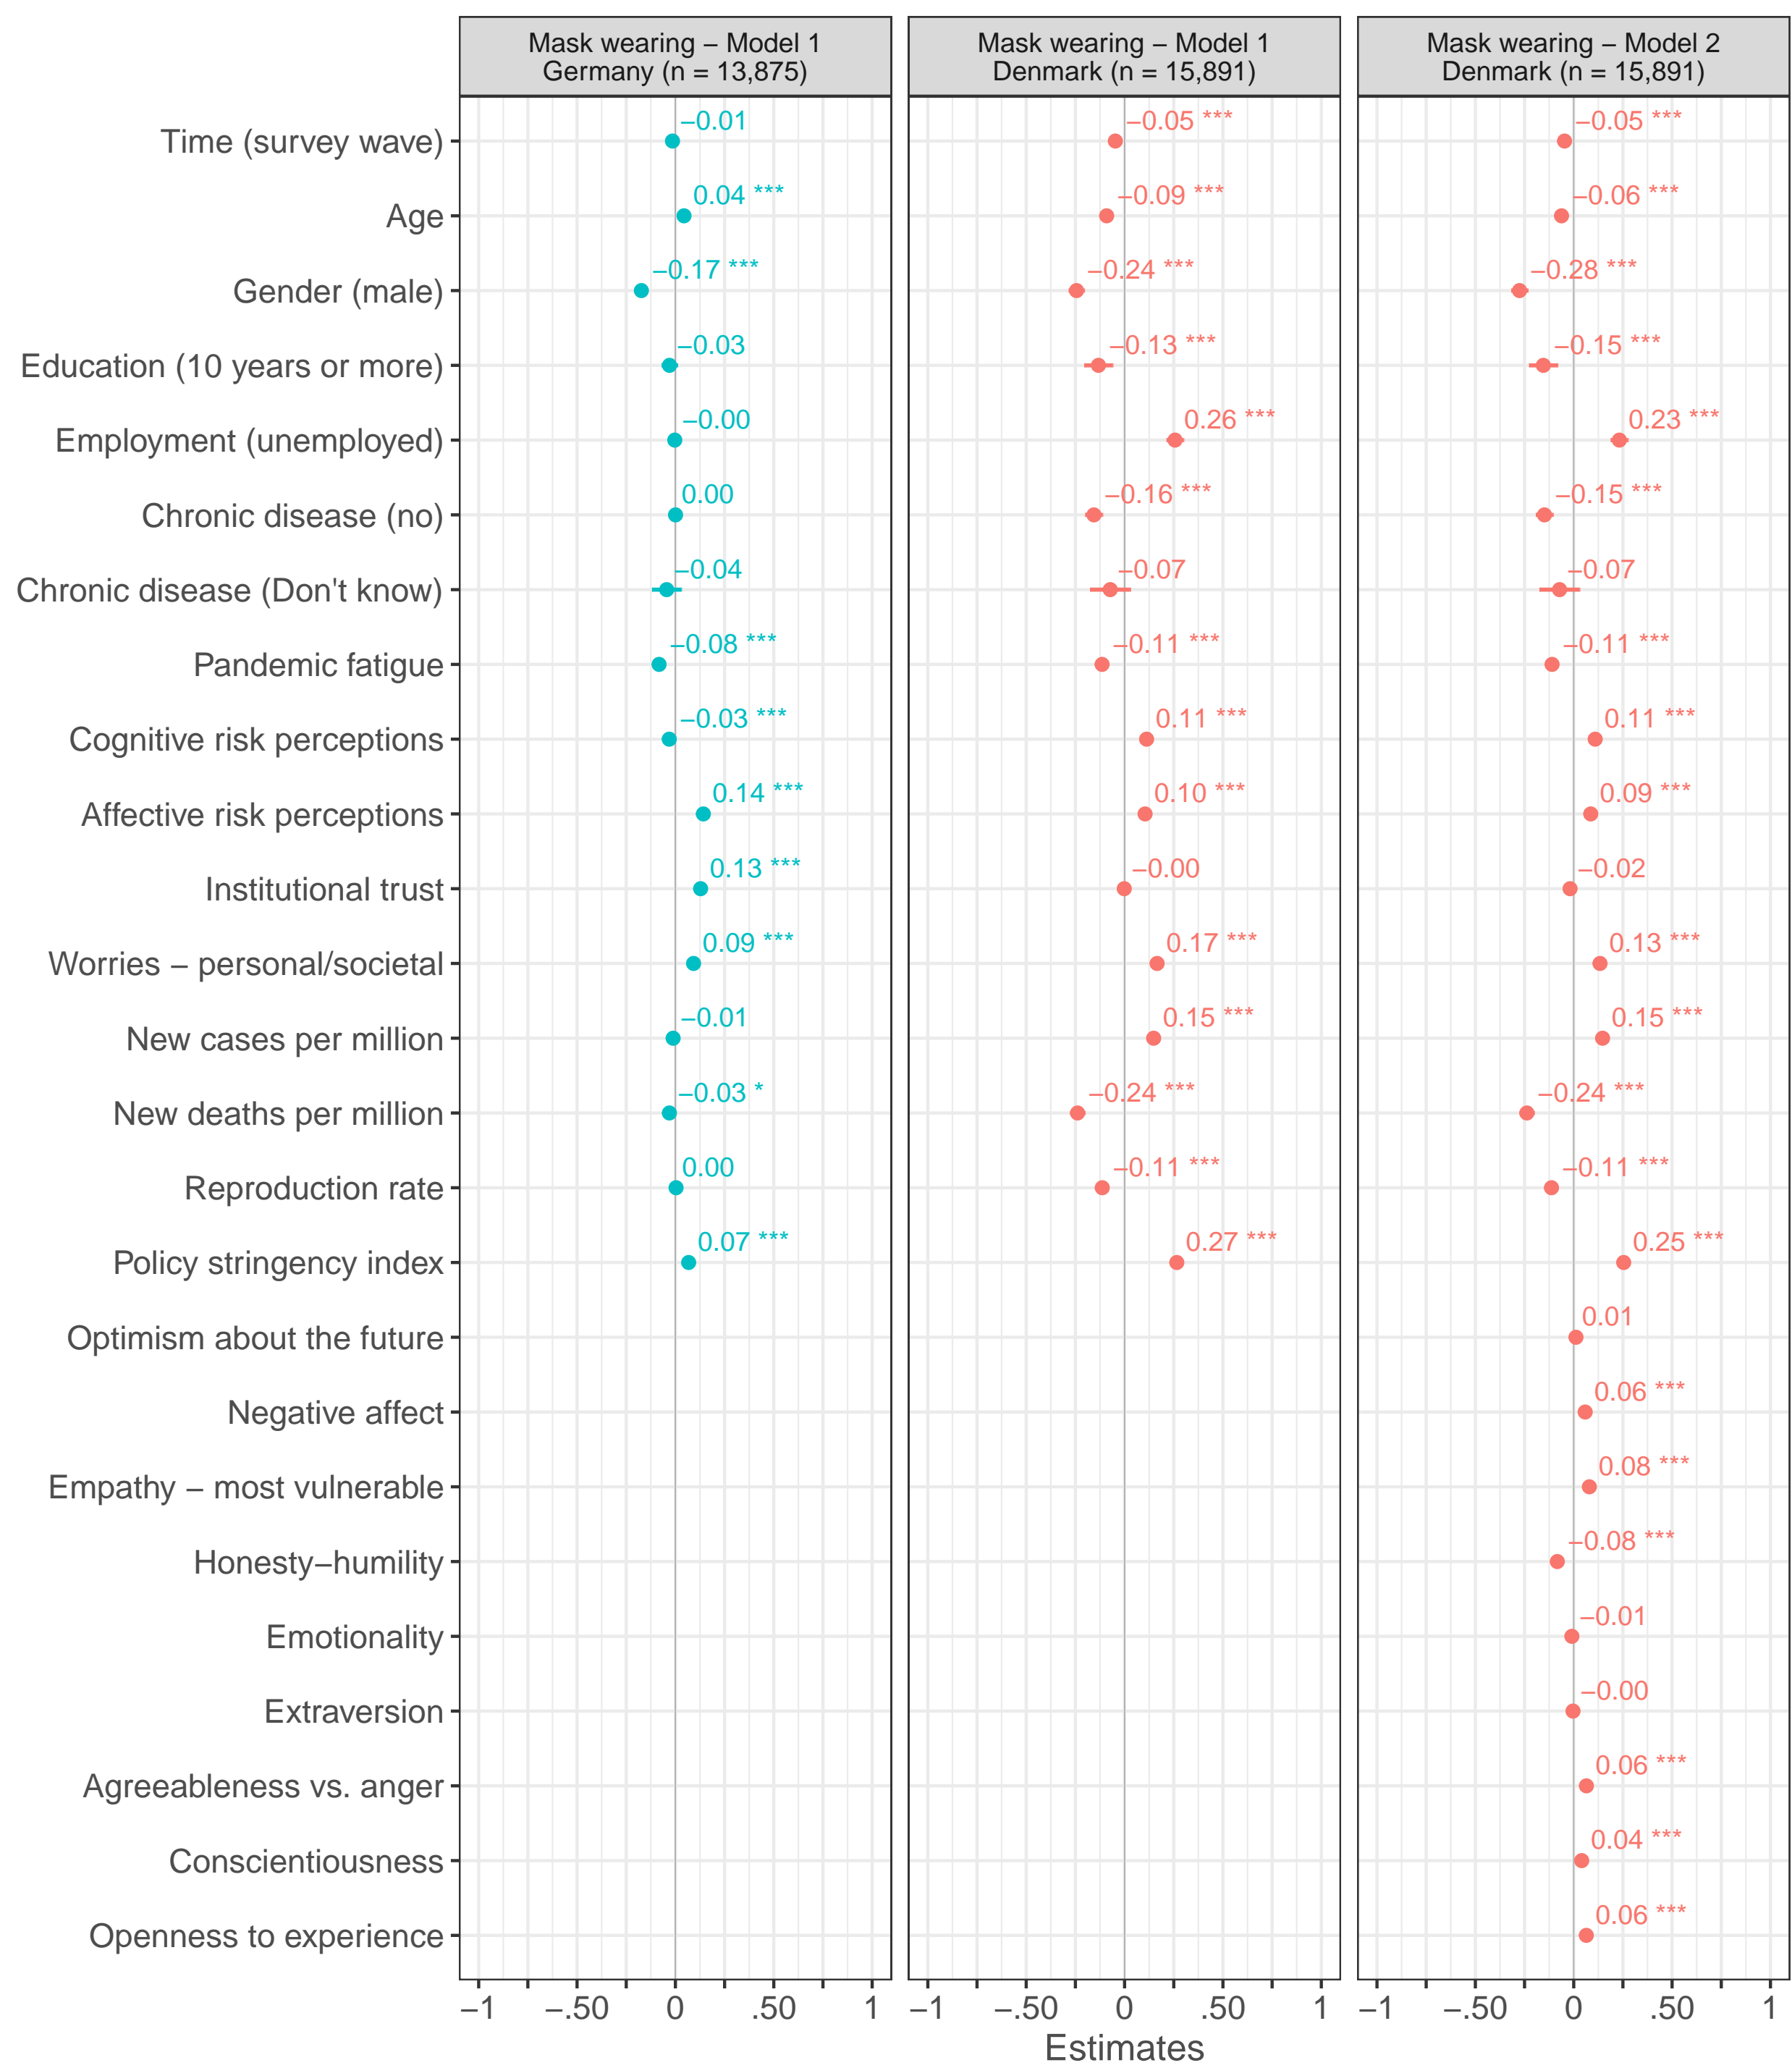 Mask wearing – Model 1
Germany (n = 13,875)
Mask wearing – Model 1
Denmark (n = 15,891)
Mask wearing – Model 2
Denmark (n = 15,891)
Time (survey wave) –0.01 –0.05 *** –0.05 ***
Age 0.04 *** –0.09 *** –0.06 ***
Gender (male) –0.17 *** –0.24 *** –0.28 ***
Education (10 years or more) –0.03 –0.13 *** –0.15 ***
Employment (unemployed) –0.00 0.26 *** 0.23 ***
Chronic disease (no) 0.00 –0.16 *** –0.15 ***
Chronic disease (Don't know) –0.04 –0.07 –0.07
Pandemic fatigue –0.08 *** –0.11 *** –0.11 ***
Cognitive risk perceptions –0.03 *** 0.11 *** 0.11 ***
Affective risk perceptions 0.14 *** 0.10 *** 0.09 ***
Institutional trust 0.13 *** –0.00 –0.02
Worries – personal/societal 0.09 *** 0.17 *** 0.13 ***
New cases per million –0.01 0.15 *** 0.15 ***
New deaths per million –0.03 * –0.24 *** –0.24 ***
Reproduction rate 0.00 –0.11 *** –0.11 ***
Policy stringency index 0.07 *** 0.27 *** 0.25 ***
Optimism about the future 0.01
Negative affect 0.06 ***
Empathy – most vulnerable 0.08 ***
Honesty–humility –0.08 ***
Emotionality –0.01
Extraversion –0.00
Agreeableness vs. anger 0.06 ***
Conscientiousness 0.04 ***
Openness to experience 0.06 ***
–1 –.50 0 .50 1 –1 –.50 0 .50 1 –1 –.50 0 .50 1
Estimates